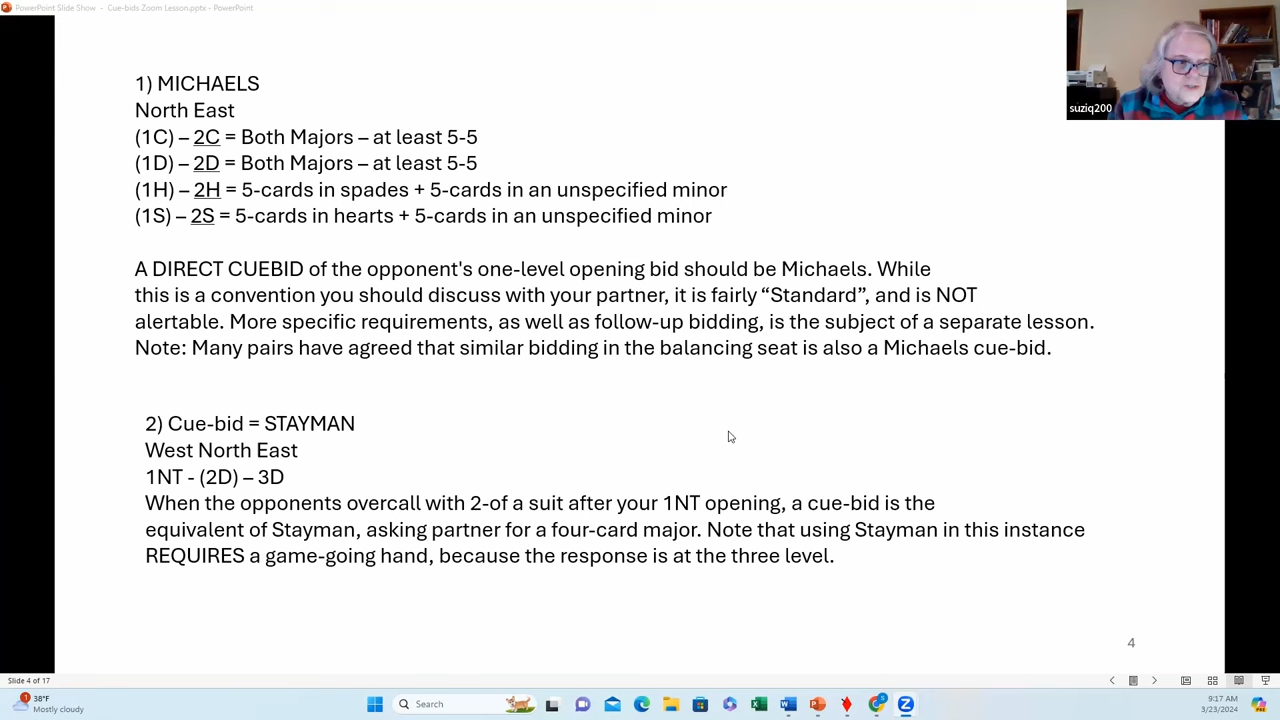 PowerPoint Slide Show - Cue-bids Zoom Lesson.pptx - PowerPoint
suziq200
1) MICHAELS
North East
(1C) – 2C = Both Majors – at least 5-5
(1D) – 2D = Both Majors – at least 5-5
(1H) – 2H = 5-cards in spades + 5-cards in an unspecified minor
(1S) – 2S = 5-cards in hearts + 5-cards in an unspecified minor
A DIRECT CUEBID of the opponent's one-level opening bid should be Michaels. While
this is a convention you should discuss with your partner, it is fairly “Standard”, and is NOT
alertable. More specific requirements, as well as follow-up bidding, is the subject of a separate lesson.
Note: Many pairs have agreed that similar bidding in the balancing seat is also a Michaels cue-bid.
2) Cue-bid = STAYMAN
West North East
1NT - (2D) – 3D
When the opponents overcall with 2-of a suit after your 1NT opening, a cue-bid is the
equivalent of Stayman, asking partner for a four-card major. Note that using Stayman in this instance
REQUIRES a game-going hand, because the response is at the three level.
4
Slide 4 of 17
38°F
Mostly cloudy
Search
9:17 AM
3/23/2024